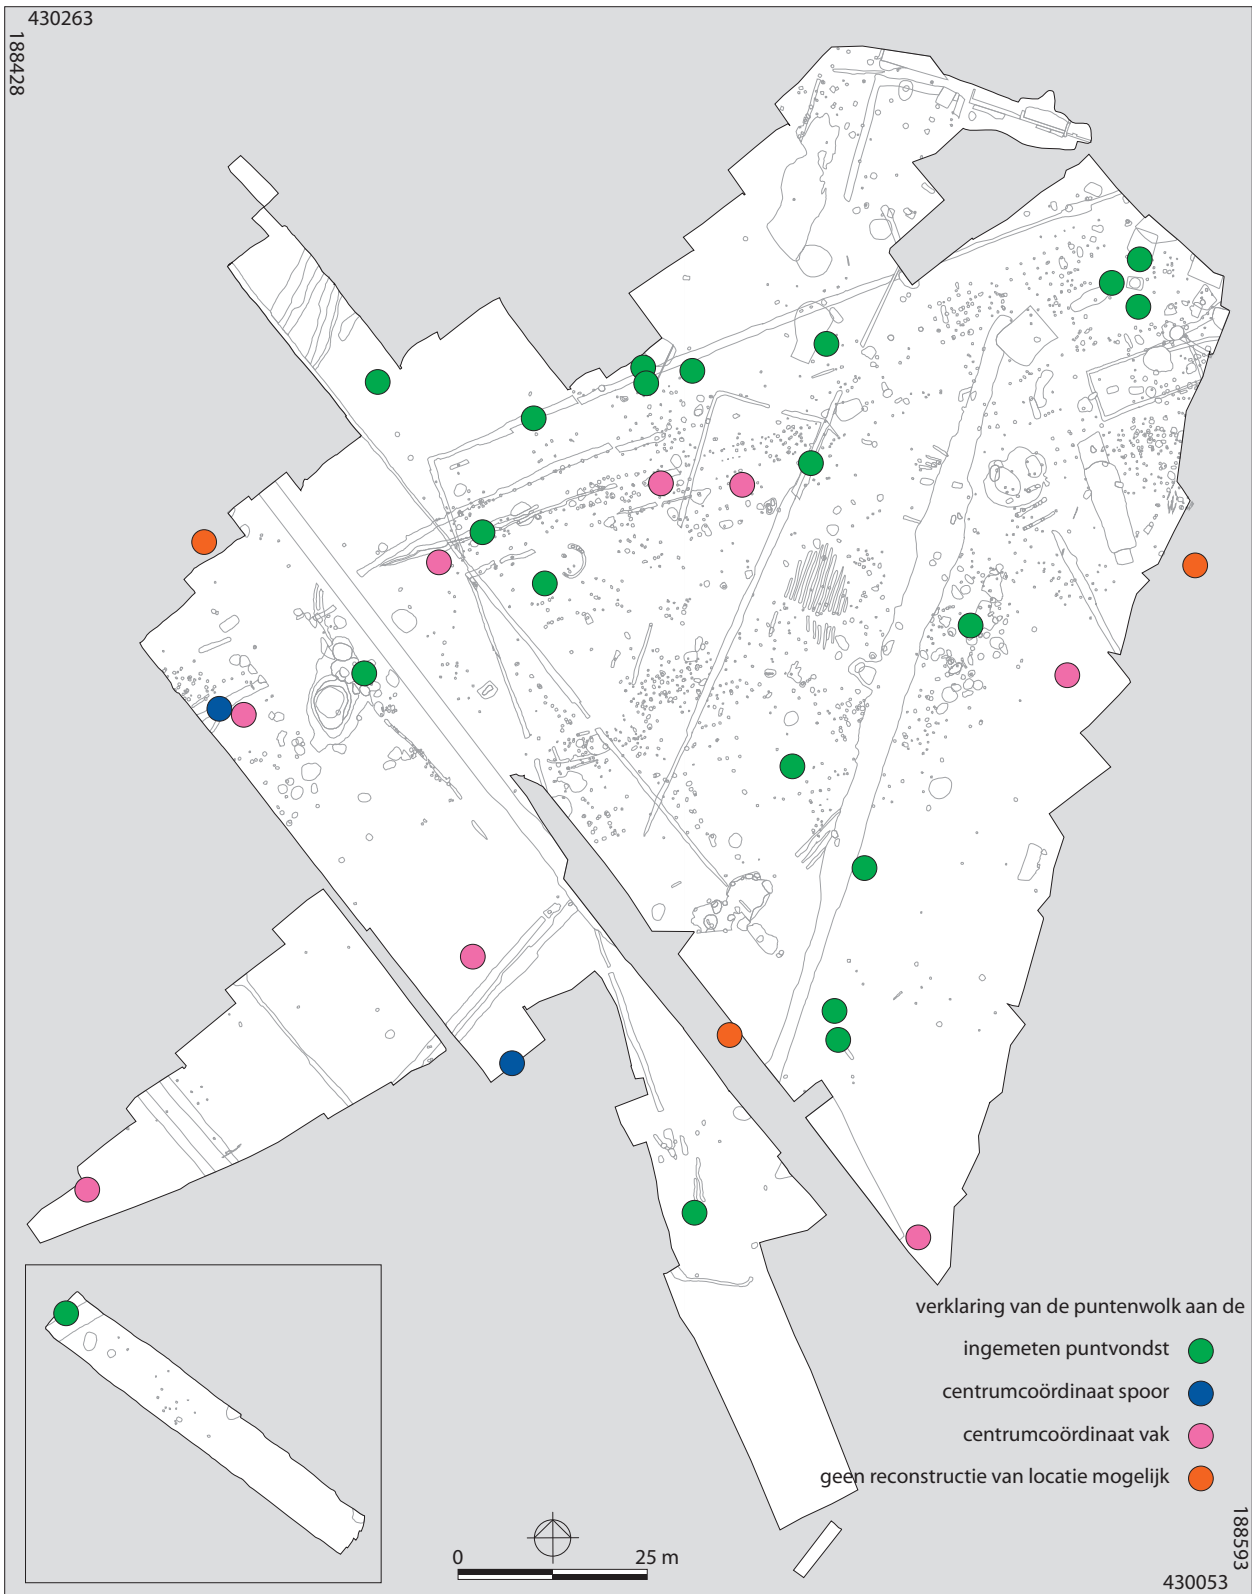 430263
188428
verklaring van de puntenwolk aan de
ingemeten puntvondst
centrumcoördinaat spoor
centrumcoördinaat vak
geen reconstructie van locatie mogelijk
0 25 m
188593
430053